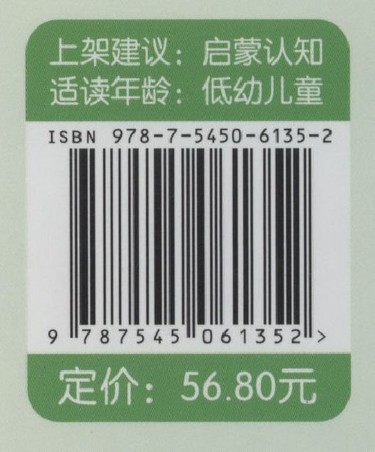 上架建议：启蒙认知
适读年龄：低幼儿童
ISBN 978-7-5450-6135-2
9 787545 061352 >
定价：56.80元